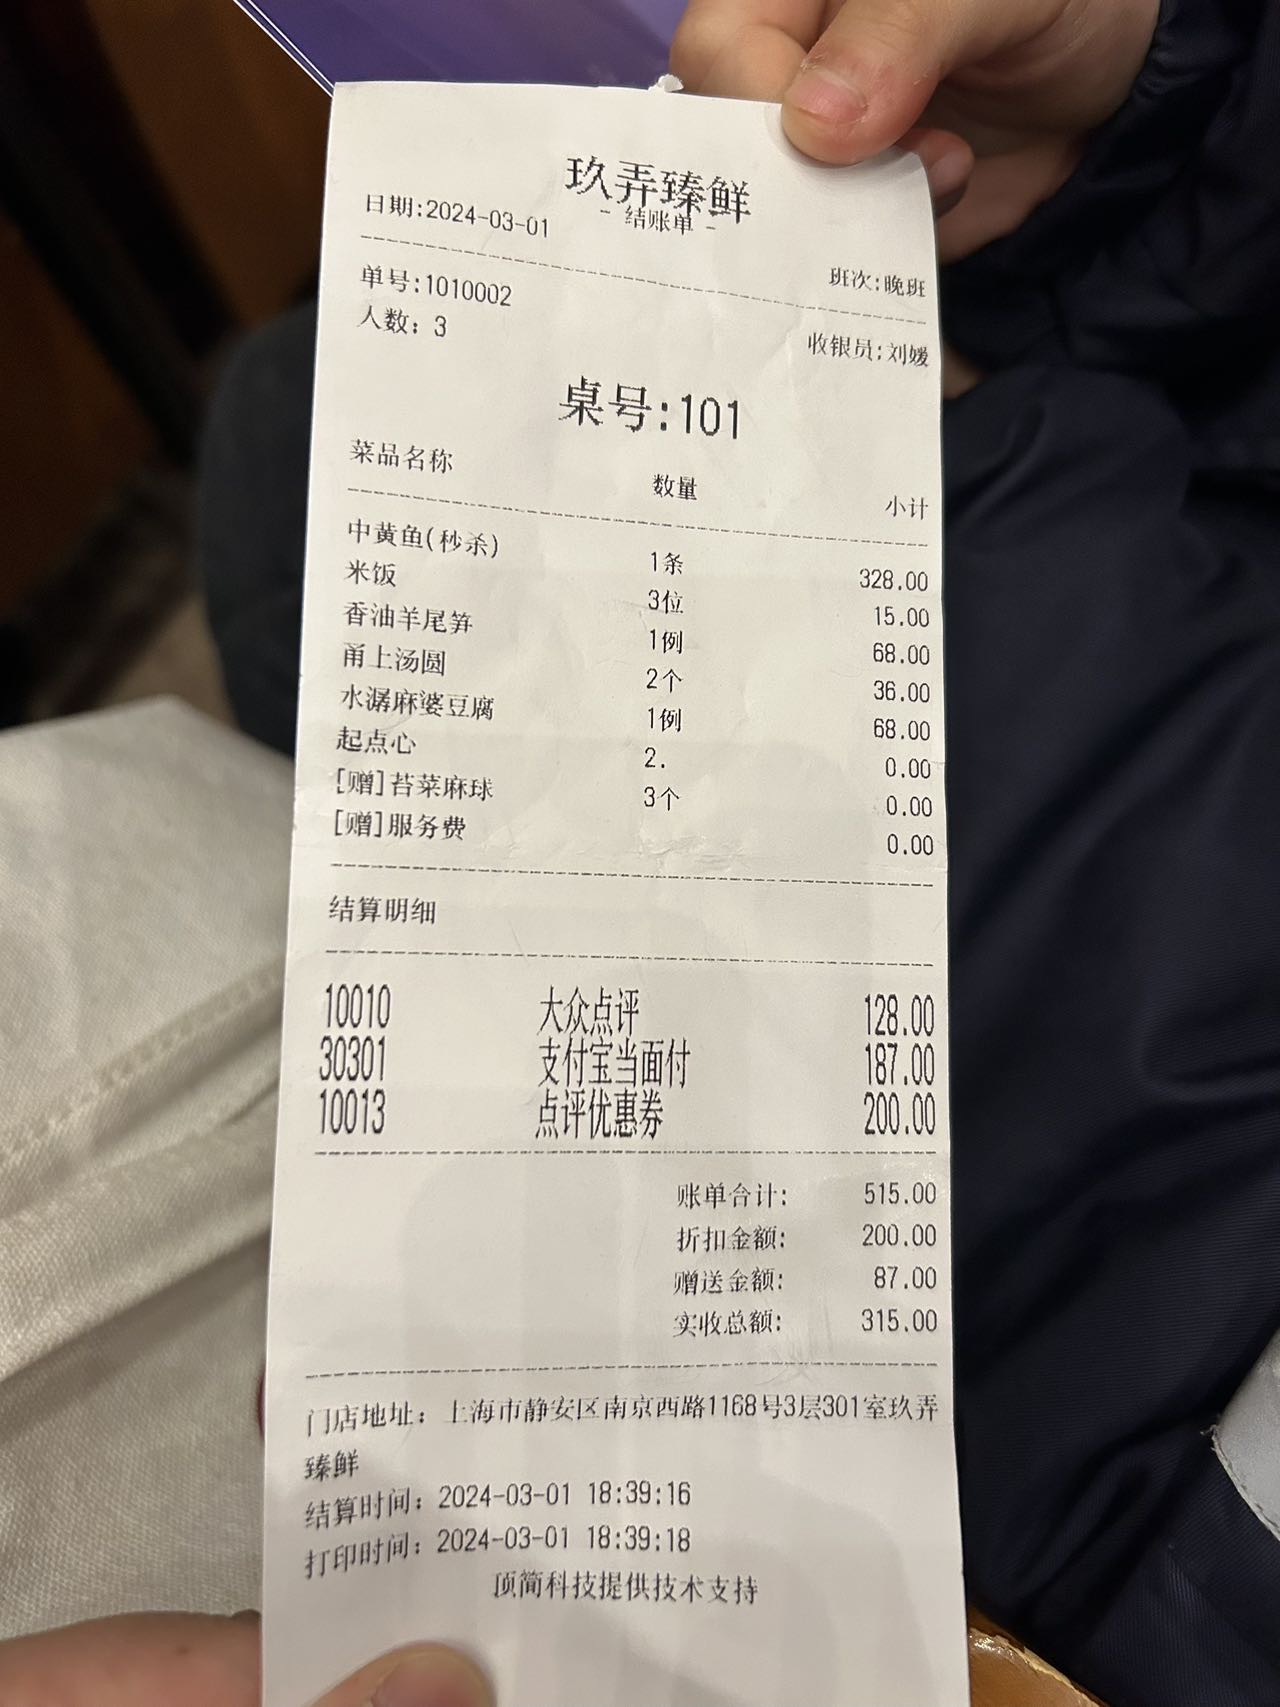 玖弄臻鲜
- 结账单 -
日期:2024-03-01
班次:晚班
单号:1010002
人数: 3
收银员:刘嫒
桌号:101
菜品名称 数量 小计
中黄鱼(秒杀) 1条 328.00
米饭 3位 15.00
香油羊尾笋 1例 68.00
甬上汤圆 2个 36.00
水潺麻婆豆腐 1例 68.00
起点心 2. 0.00
[赠]苔菜麻球 3个 0.00
[赠]服务费 0.00
结算明细
10010 大众点评 128.00
30301 支付宝当面付 187.00
10013 点评优惠券 200.00
账单合计: 515.00
折扣金额: 200.00
赠送金额: 87.00
实收总额: 315.00
门店地址: 上海市静安区南京西路1168号3层301室玖弄
臻鲜
结算时间: 2024-03-01 18:39:16
打印时间: 2024-03-01 18:39:18
顶简科技提供技术支持